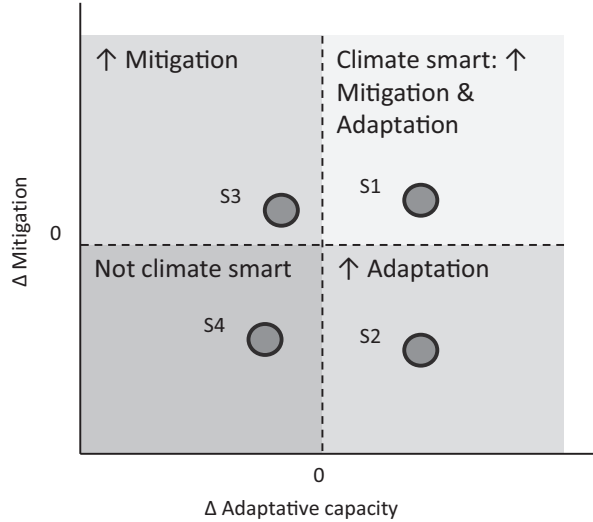 ↑ Mitigation
Climate smart: ↑
Mitigation &
Adaptation
S3
S1
Δ Mitigation
0
Not climate smart
↑ Adaptation
S4
S2
0
Δ Adaptative capacity